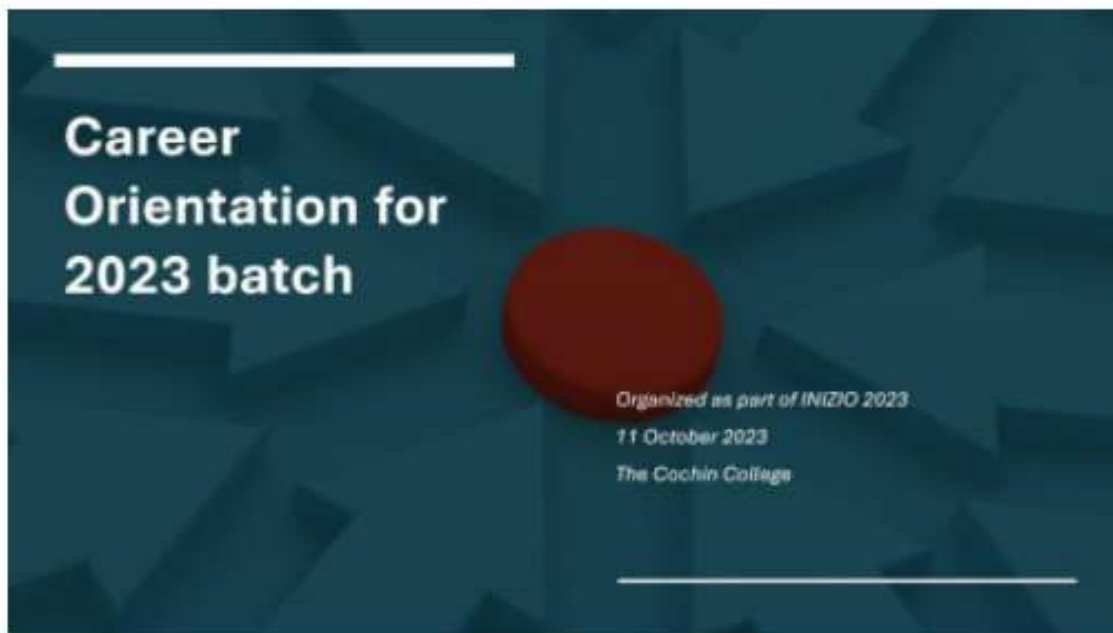 Career
Orientation for
2023 batch
Organized as part of INIZIO 2023
11 October 2023
The Cochin College